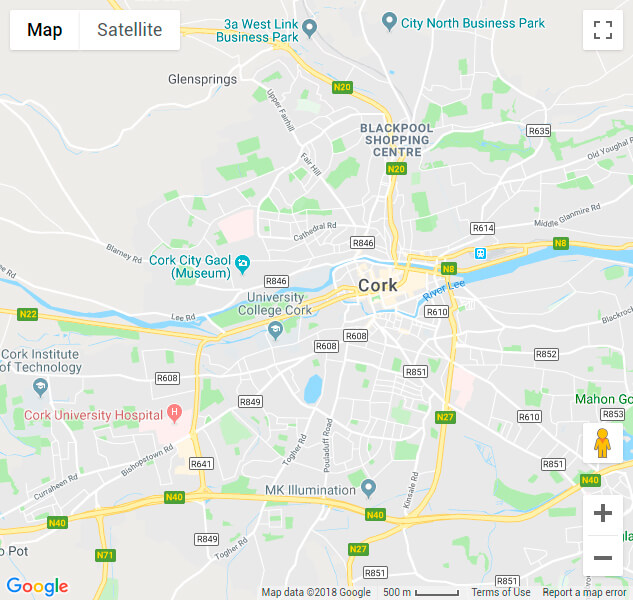 Map
Satellite
3a West Link
Business Park
City North Business Park
Glensprings
N20
Upper Fairhill
BLACKPOOL
SHOPPING
CENTRE
R635
Old Youghal R
Fair Hill
N20
Middle Glanmire Rd
Cathedral Rd
R614
R846
N8
Blarney Rd
Cork City Gaol
(Museum)
N8
ee Rd
R846
Cork
River Lee
University
College Cork
N22
Lee Rd
R610
Blackrock
R608
R608
R852
Cork Institute
of Technology
R608
R851
R849
Mahon Go
Cork University Hospital
R853
N27
R610
Pouladuff Road
Togher Rd
Bishopstown Rd
R641
R851
Curraheen Rd
MK Illumination
Kinsale Rd
N40
N40
N40
N40
R849
Togher Rd
N27
o Pot
N71
R851
R851
Google
Map data ©2018 Google
500 m
Terms of Use
Report a map error